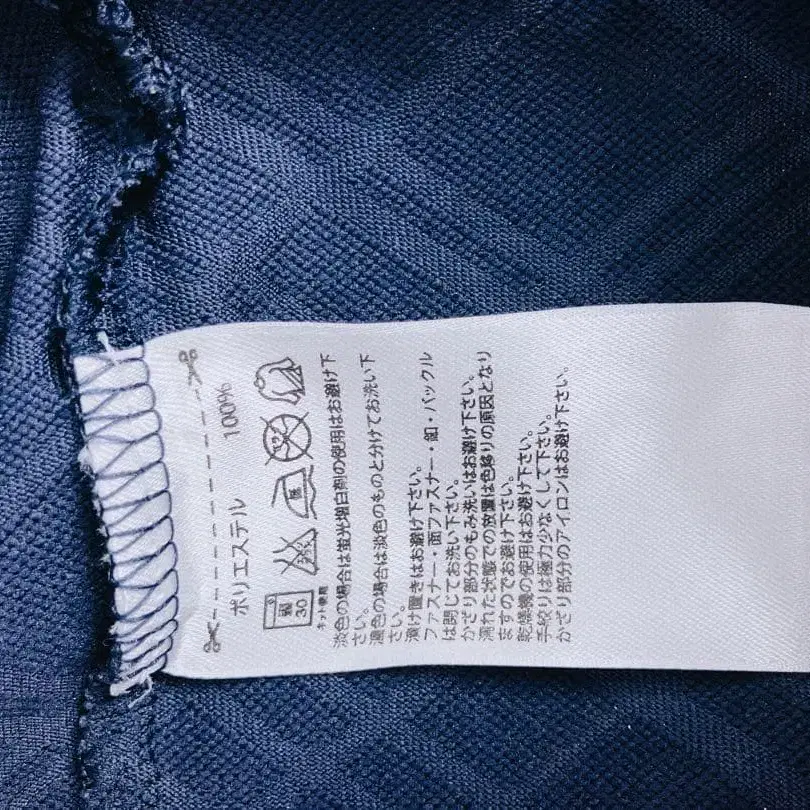 ポリエステル 100%
弱
30
ネット使用
淡色の場合は蛍光増白剤の使用はお避け下
さい。
濃色の場合は淡色のものと分けてお洗い下
さい。
漬け置きはお避け下さい。
ファスナー・面ファスナー・釦・バックル
は閉じてお洗い下さい。
かざり部分のもみ洗いはお避け下さい。
濡れた状態での放置は色移りの原因となり
ますのでお避け下さい。
乾燥機の使用はお避け下さい。
手絞りは極力少なくして下さい。
かざり部分のアイロンはお避け下さい。